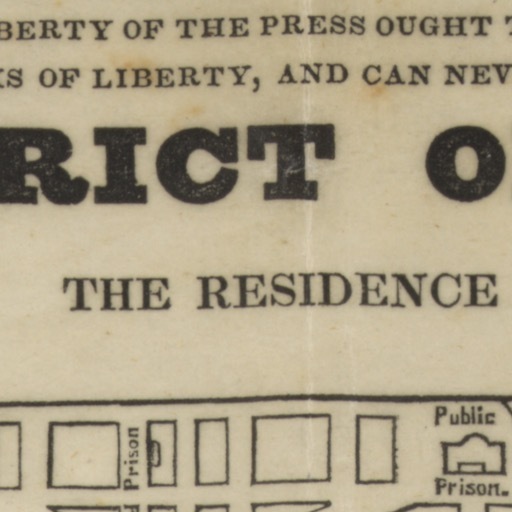 BERTY OF THE PRESS OUGHT
KS OF LIBERTY, AND CAN NEV
RICT O
THE RESIDENCE
Public
Prison
Prison.